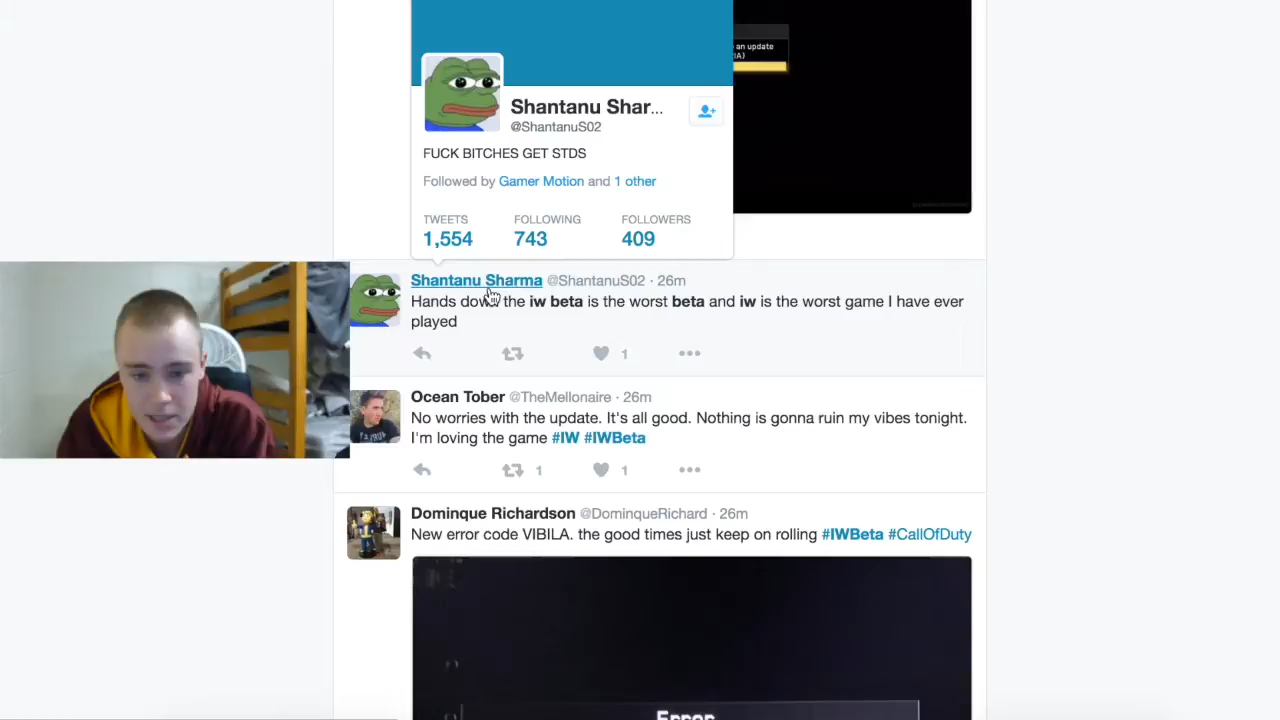 e an update
IA)
Shantanu Shar...
@ShantanuS02
FUCK BITCHES GET STDS
Followed by Gamer Motion and 1 other
TWEETS FOLLOWING FOLLOWERS
1,554 743 409
Shantanu Sharma @ShantanuS02 · 26m
Hands down the iw beta is the worst beta and iw is the worst game I have ever
played
1
Ocean Tober @TheMellonaire · 26m
No worries with the update. It's all good. Nothing is gonna ruin my vibes tonight.
I'm loving the game #IW #IWBeta
1 1
Dominque Richardson @DominqueRichard · 26m
New error code VIBILA. the good times just keep on rolling #IWBeta #CallOfDuty
Error